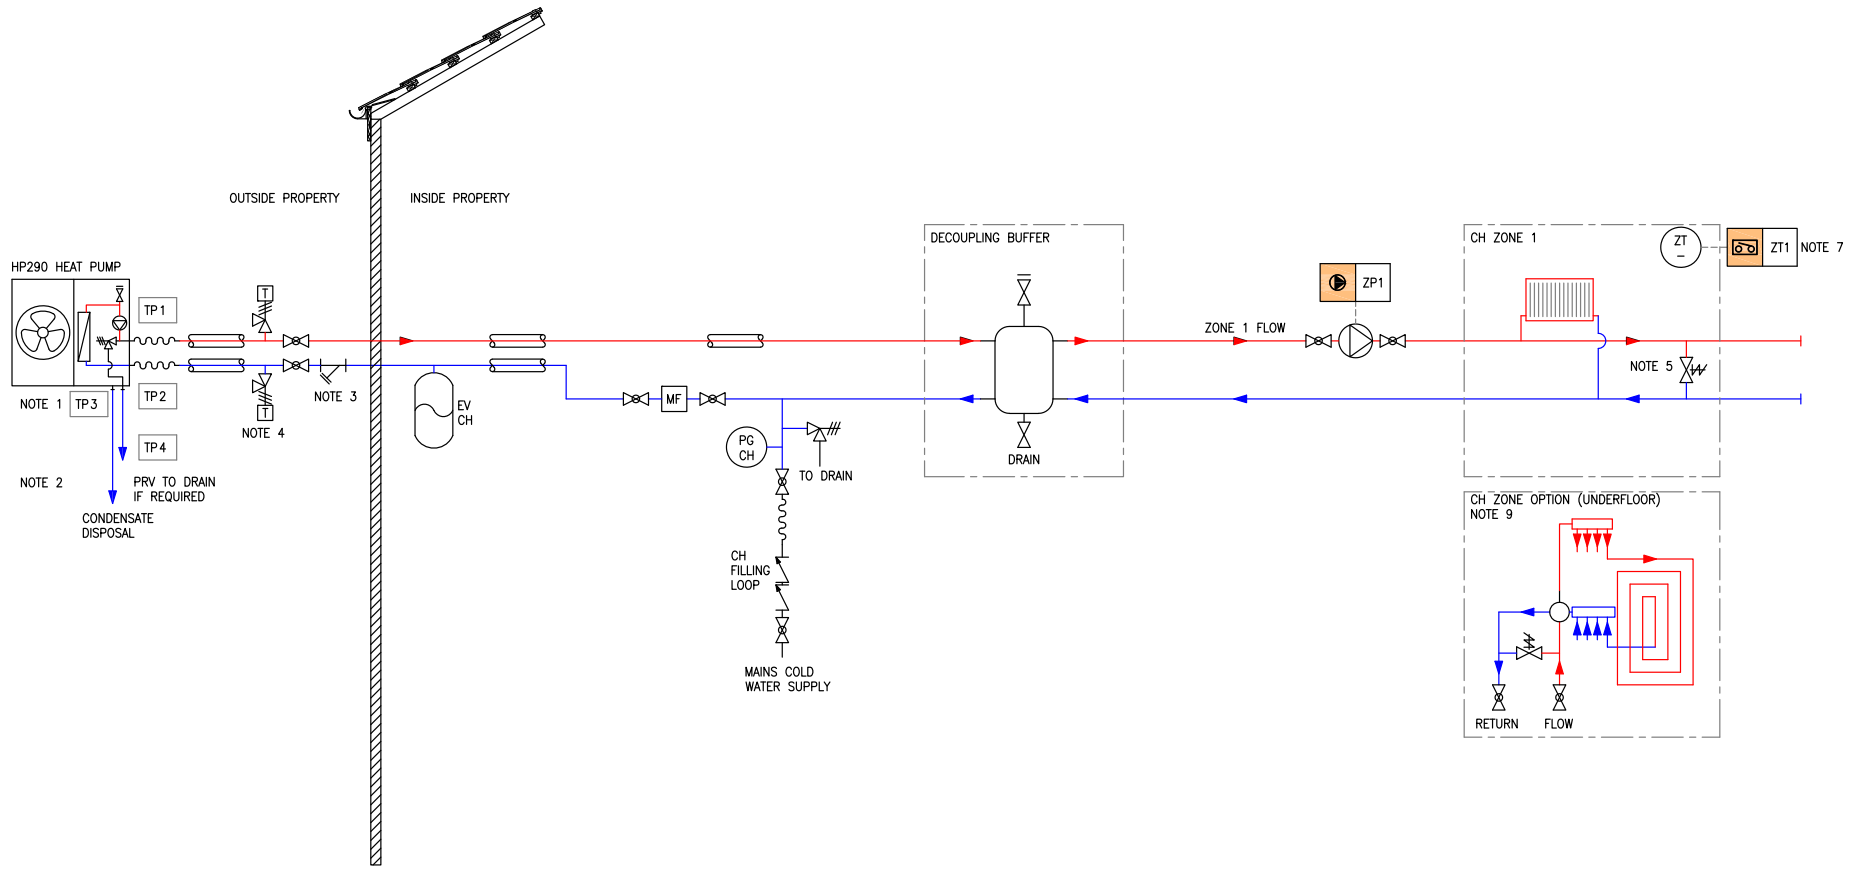 OUTSIDE PROPERTY
INSIDE PROPERTY
HP290 HEAT PUMP
TP1
TP2
NOTE 1
TP3
TP4
NOTE 2
PRV TO DRAIN
IF REQUIRED
CONDENSATE
DISPOSAL
T
T
NOTE 4
NOTE 3
EV
CH
MF
PG
CH
TO DRAIN
CH
FILLING
LOOP
MAINS COLD
WATER SUPPLY
DECOUPLING BUFFER
DRAIN
ZONE 1 FLOW
ZP1
CH ZONE 1
ZT
–
ZT1
NOTE 7
NOTE 5
CH ZONE OPTION (UNDERFLOOR)
NOTE 9
RETURN
FLOW